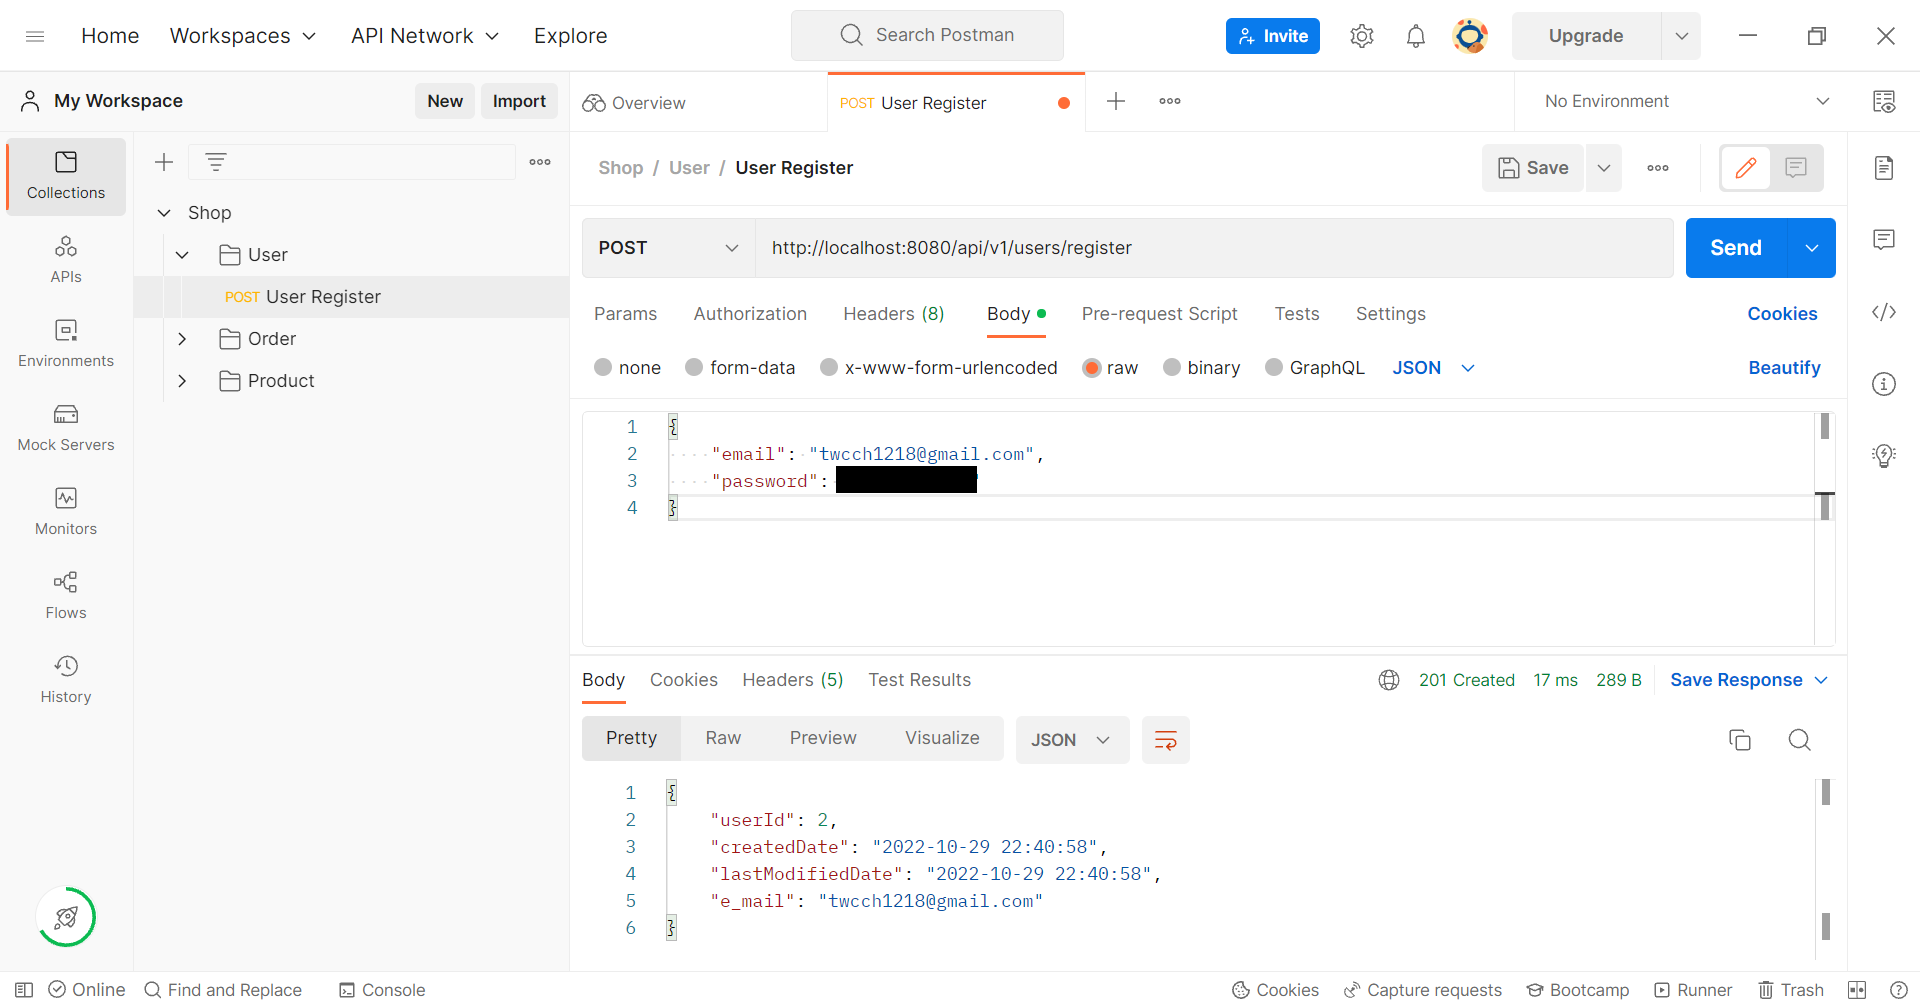 Home Workspaces API Network Explore Search Postman Invite Upgrade
My Workspace New Import Overview POST User Register No Environment
Collections
APIs
Environments
Mock Servers
Monitors
Flows
History
Shop
User
POST User Register
Order
Product
Shop / User / User Register Save
POST http://localhost:8080/api/v1/users/register Send
Params Authorization Headers (8) Body Pre-request Script Tests Settings Cookies
none form-data x-www-form-urlencoded raw binary GraphQL JSON Beautify
1 {
2 "email": "twcch1218@gmail.com",
3 "password":
4 }
Body Cookies Headers (5) Test Results 201 Created 17 ms 289 B Save Response
Pretty Raw Preview Visualize JSON
1 {
2 "userId": 2,
3 "createdDate": "2022-10-29 22:40:58",
4 "lastModifiedDate": "2022-10-29 22:40:58",
5 "e_mail": "twcch1218@gmail.com"
6 }
Online Find and Replace Console Cookies Capture requests Bootcamp Runner Trash